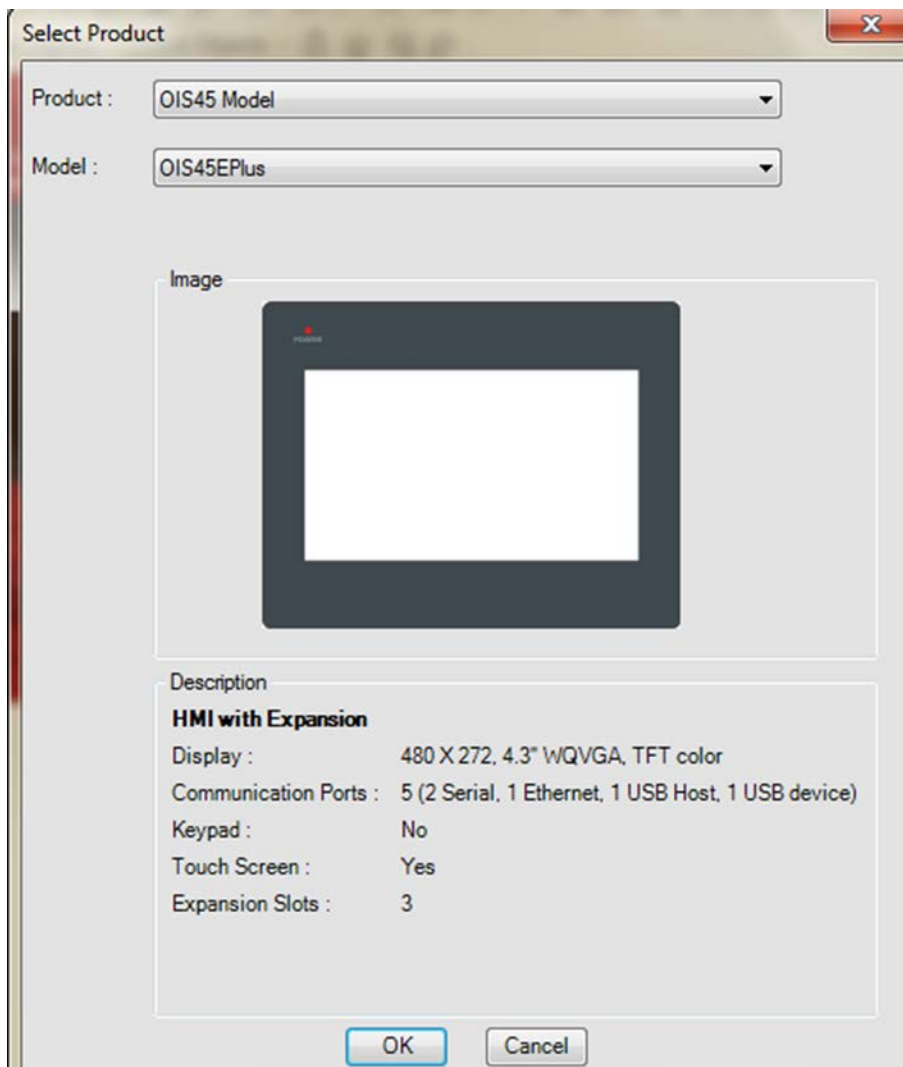 Select Product
Product : OIS45 Model
Model : OIS45EPlus
Image
POWER
Description
HMI with Expansion
Display : 480 X 272, 4.3" WQVGA, TFT color
Communication Ports : 5 (2 Serial, 1 Ethernet, 1 USB Host, 1 USB device)
Keypad : No
Touch Screen : Yes
Expansion Slots : 3
OK Cancel